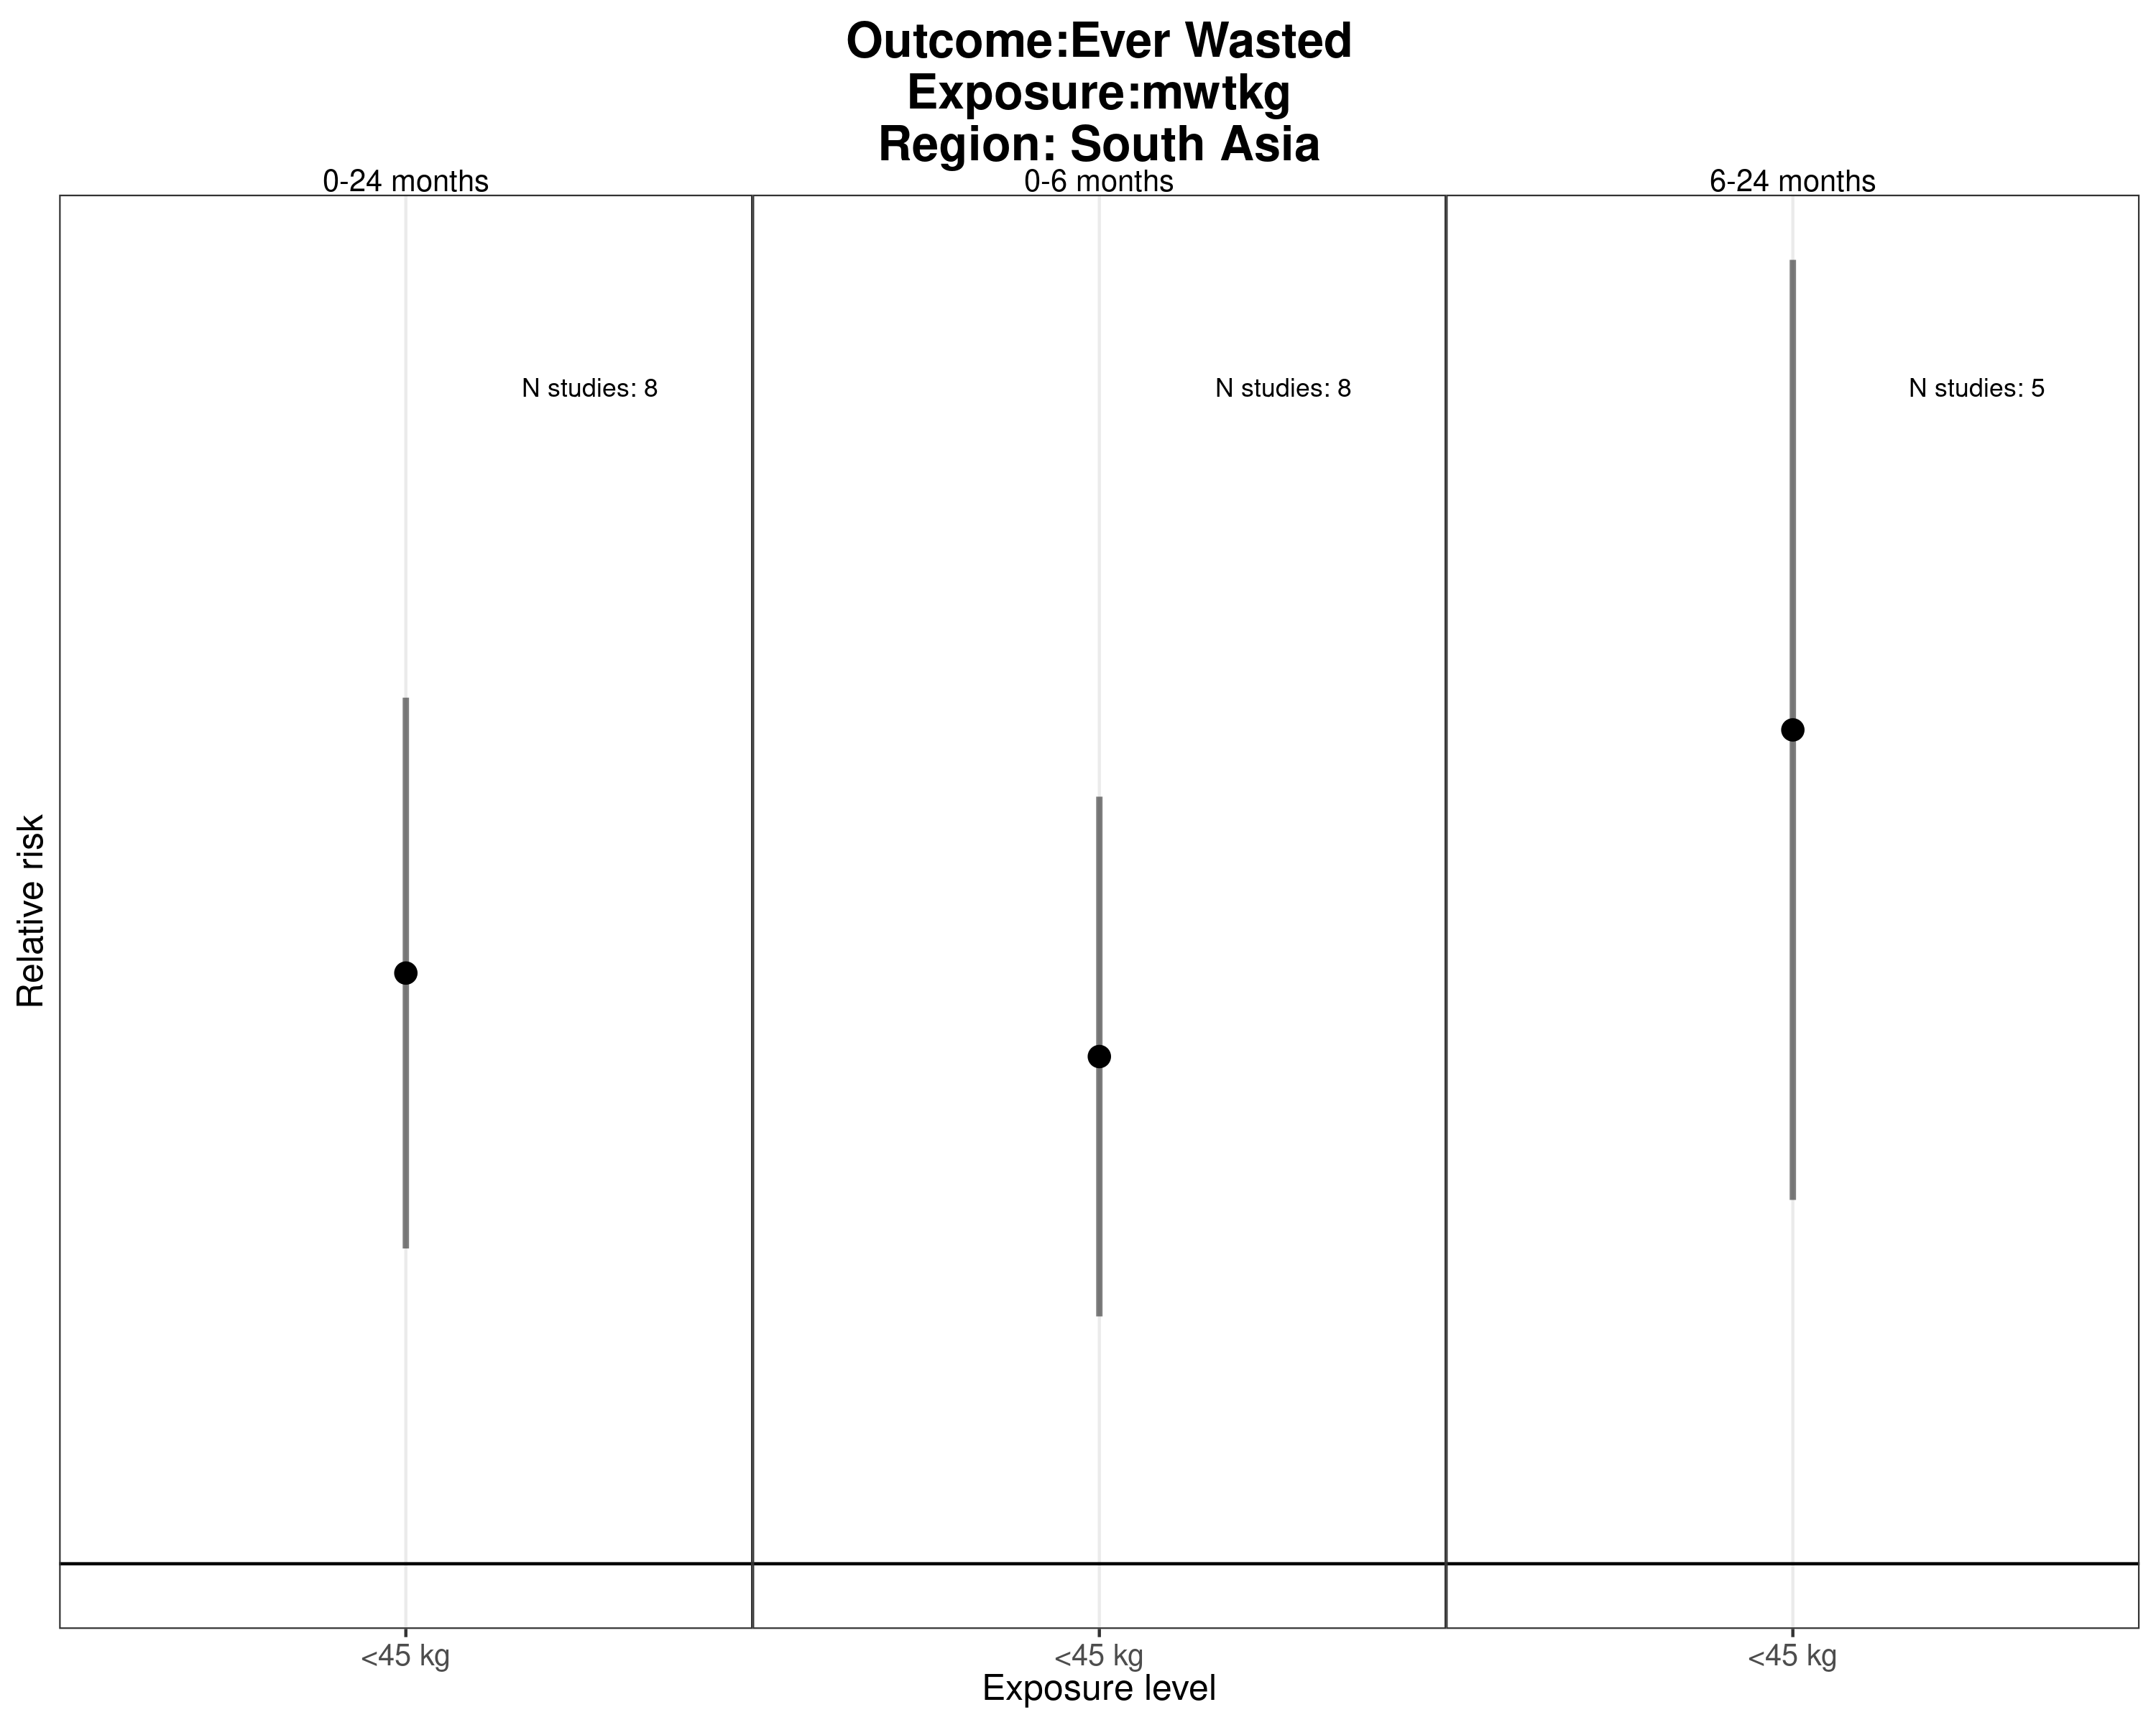 Outcome:Ever Wasted
Exposure:mwtkg
Region: South Asia
0-24 months
0-6 months
6-24 months
N studies: 8
N studies: 8
N studies: 5
Relative risk
<45 kg
<45 kg
<45 kg
Exposure level